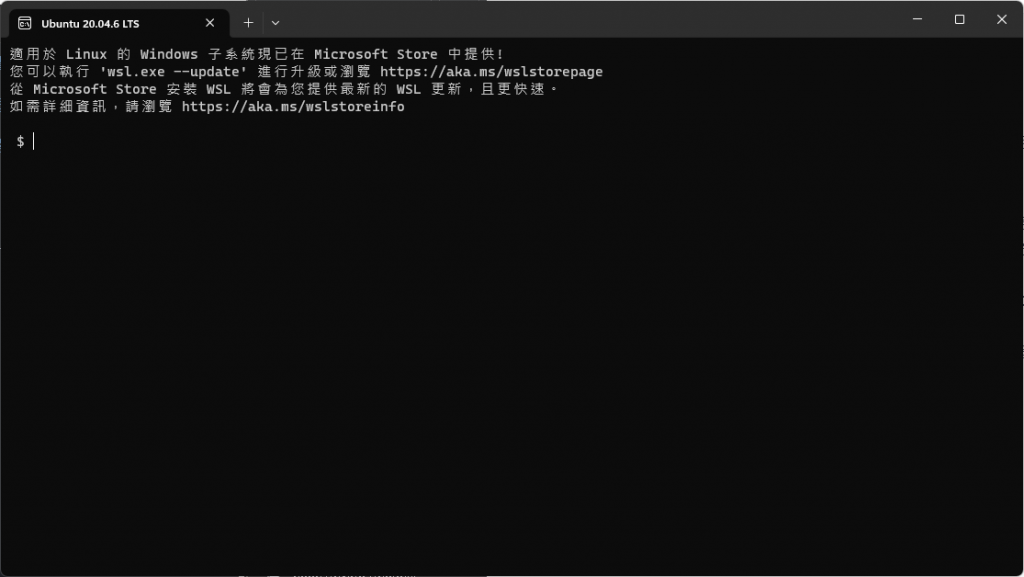 Ubuntu 20.04.6 LTS
適用於 Linux 的 Windows 子系統現已在 Microsoft Store 中提供!
您可以執行 'wsl.exe --update' 進行升級或瀏覽 https://aka.ms/wslstorepage
從 Microsoft Store 安裝 WSL 將會為您提供最新的 WSL 更新，且更快速。
如需詳細資訊，請瀏覽 https://aka.ms/wslstoreinfo
$